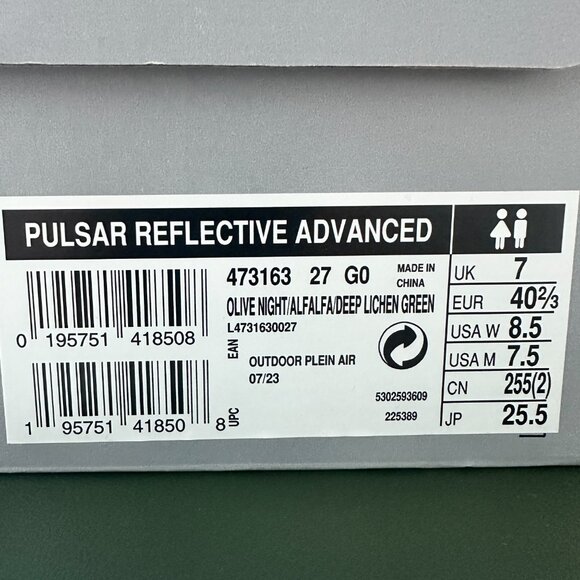 PULSAR REFLECTIVE ADVANCED
473163 27 G0
MADE IN
CHINA
OLIVE NIGHT/ALFALFA/DEEP LICHEN GREEN
L4731630027
0 195751 418508
EAN
OUTDOOR PLEIN AIR
07/23
5302593609
225389
1 95751 41850 8
UPC
UK 7
EUR 40⅔
USA W 8.5
USA M 7.5
CN 255(2)
JP 25.5